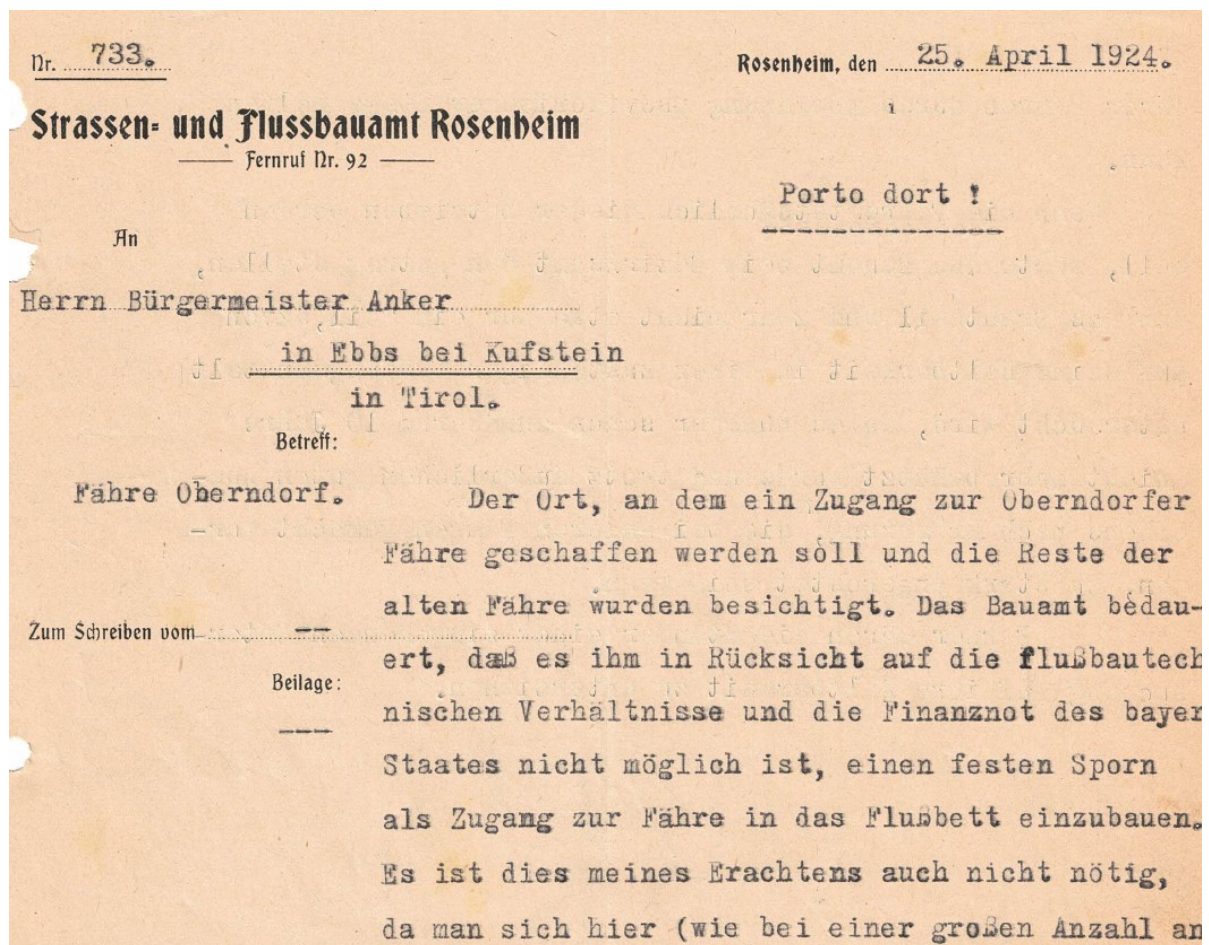 Nr. 733.
Rosenheim, den 25. April 1924.
Strassen- und Flussbauamt Rosenheim
Fernruf Nr. 92
Porto dort !
An
Herrn Bürgermeister Anker
in Ebbs bei Kufstein
in Tirol.
Betreff:
Fähre Oberndorf.
Der Ort, an dem ein Zugang zur Oberndorfer
Fähre geschaffen werden soll und die Reste der
alten Fähre wurden besichtigt. Das Bauamt bedau-
Zum Schreiben vom --
ert, daß es ihm in Rücksicht auf die flußbautech
Beilage:
nischen Verhältnisse und die Finanznot des bayer
---
Staates nicht möglich ist, einen festen Sporn
als Zugang zur Fähre in das Flußbett einzubauen.
Es ist dies meines Erachtens auch nicht nötig,
da man sich hier (wie bei einer großen Anzahl an